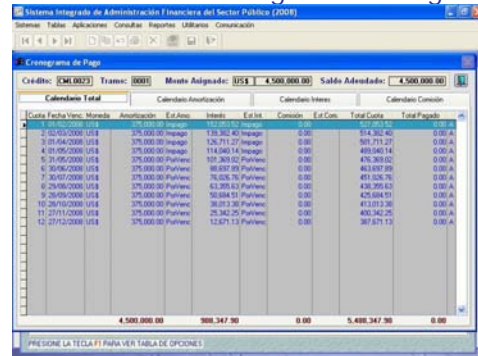 Sistema Integrado de Administración Financiera del Sector Público (2008)
Sistemas Tablas Aplicaciones Consultas Reportes Utilitarios Comunicación
Cronograma de Pago
Crédito: CML0023 Tramo: 0001 Monto Asignado: US$ 4,500,000.00 Saldo Adeudado: 4,500,000.00
Calendario Total Calendario Amortización Calendario Interes Calendario Comisión
Cuota Fecha Venc. Moneda Amortización Est.Amo Interés Est.Int. Comisión Est.Com. Total Cuota Total Pagado
1 01/02/2008 US$ 375,000.00 Impago 152,053.52 Impago 0.00 527,053.52 0.00 A
2 02/03/2008 US$ 375,000.00 Impago 139,382.40 Impago 0.00 514,382.40 0.00 A
3 01/04/2008 US$ 375,000.00 Impago 126,711.27 Impago 0.00 501,711.27 0.00 A
4 01/05/2008 US$ 375,000.00 Impago 114,040.14 Impago 0.00 489,040.14 0.00 A
5 31/05/2008 US$ 375,000.00 PorVenc 101,369.02 PorVenc 0.00 476,369.02 0.00 A
6 30/06/2008 US$ 375,000.00 PorVenc 88,697.89 PorVenc 0.00 463,697.89 0.00 A
7 30/07/2008 US$ 375,000.00 PorVenc 76,026.76 PorVenc 0.00 451,026.76 0.00 A
8 29/08/2008 US$ 375,000.00 PorVenc 63,355.63 PorVenc 0.00 438,355.63 0.00 A
9 28/09/2008 US$ 375,000.00 PorVenc 50,684.51 PorVenc 0.00 425,684.51 0.00 A
10 28/10/2008 US$ 375,000.00 PorVenc 38,013.38 PorVenc 0.00 413,013.38 0.00 A
11 27/11/2008 US$ 375,000.00 PorVenc 25,342.25 PorVenc 0.00 400,342.25 0.00 A
12 27/12/2008 US$ 375,000.00 PorVenc 12,671.13 PorVenc 0.00 387,671.13 0.00 A
4,500,000.00 988,347.90 0.00 5,488,347.90 0.00
PRESIONE LA TECLA F1 PARA VER TABLA DE OPCIONES